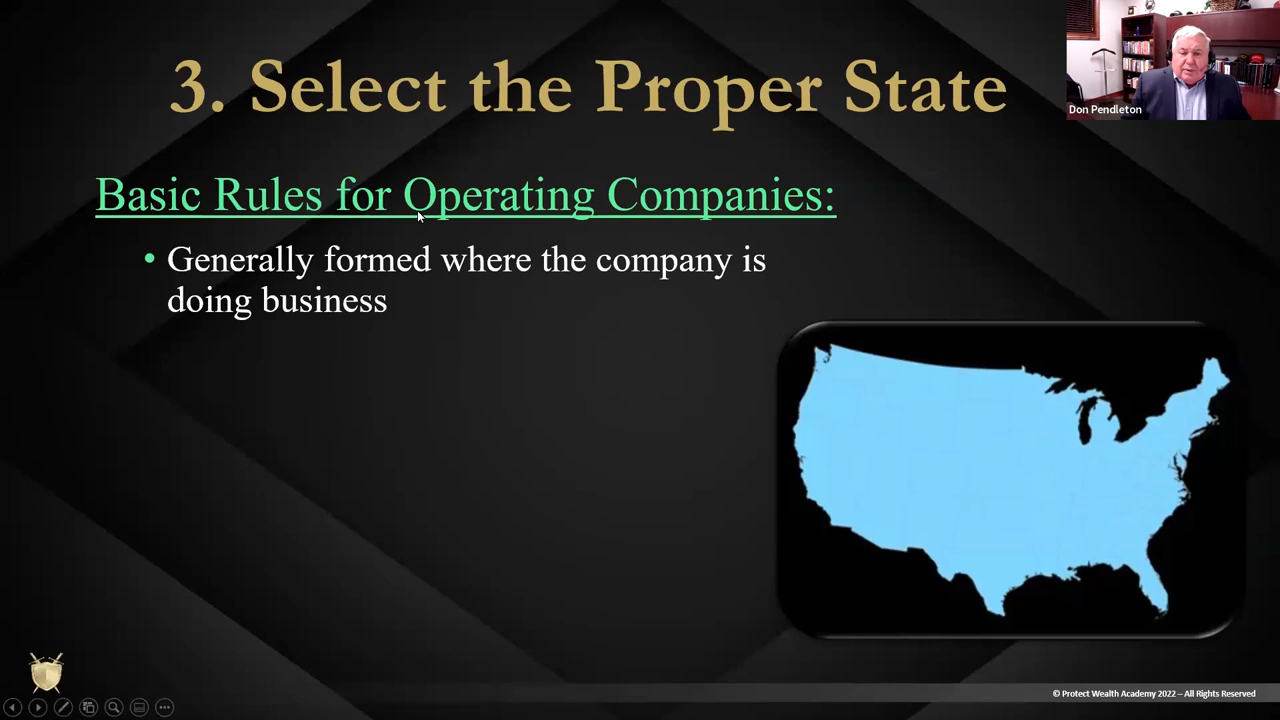 3. Select the Proper State
Don Pendleton
Basic Rules for Operating Companies:
• Generally formed where the company is
doing business
© Protect Wealth Academy 2022 – All Rights Reserved